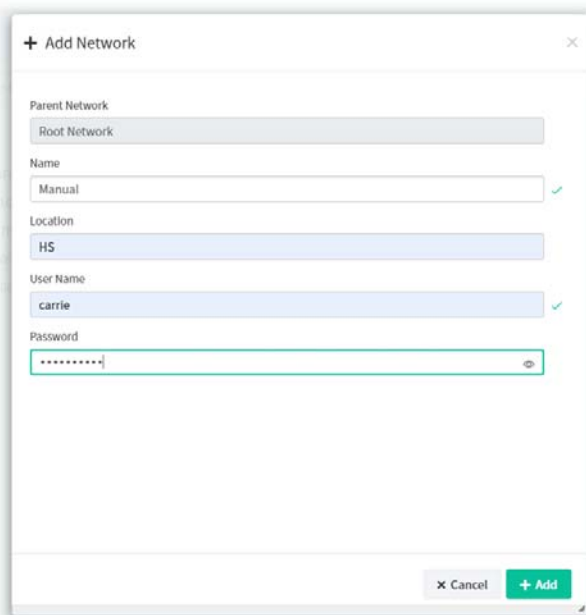 + Add Network
×
Parent Network
Root Network
Name
Manual
Location
HS
User Name
carrie
Password
••••••••••
× Cancel
+ Add